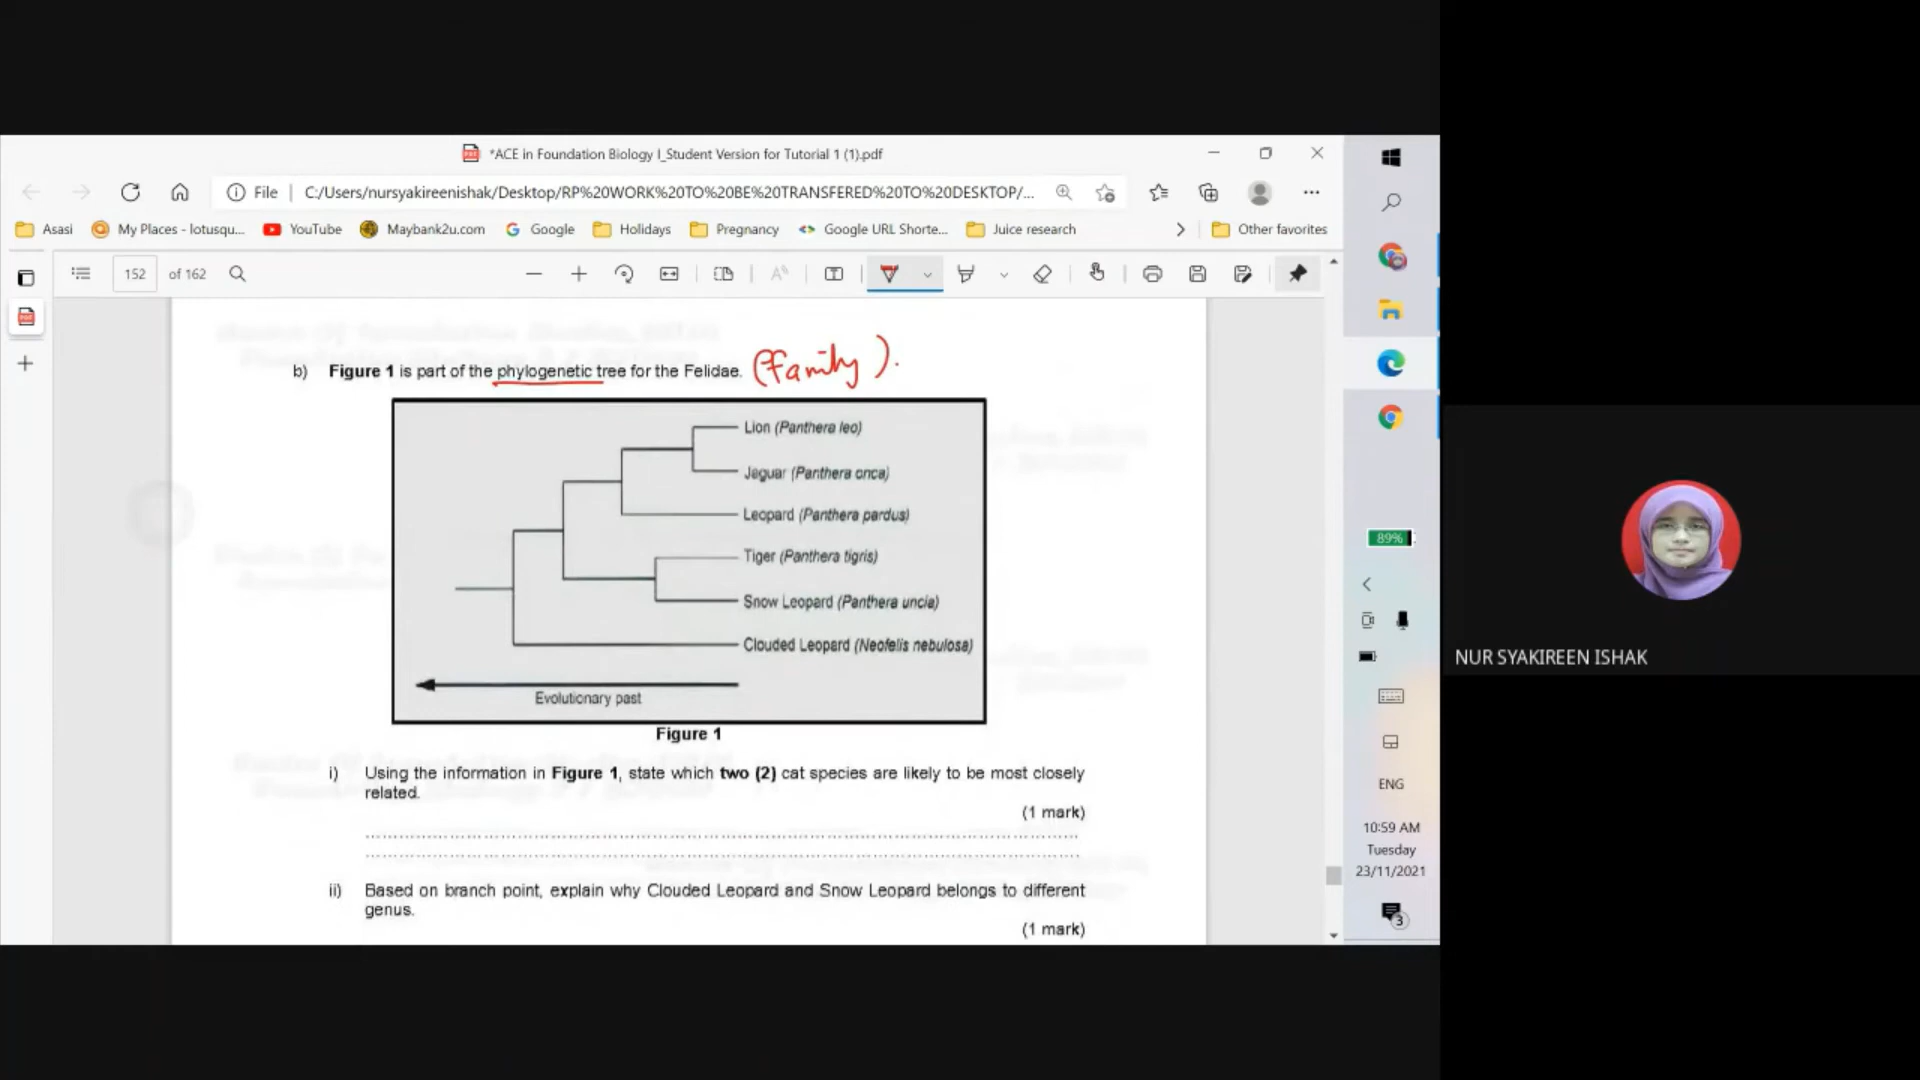 *ACE in Foundation Biology I_Student Version for Tutorial 1 (1).pdf
File | C:/Users/nursyakireenishak/Desktop/RP%20WORK%20TO%20BE%20TRANSFERED%20TO%20DESKTOP/...
Asasi My Places - lotusqu... YouTube Maybank2u.com Google Holidays Pregnancy Google URL Shorte... Juice research Other favorites
152 of 162
b) Figure 1 is part of the phylogenetic tree for the Felidae. (Family).
Lion (Panthera leo)
Jaguar (Panthera onca)
Leopard (Panthera pardus)
Tiger (Panthera tigris)
Snow Leopard (Panthera uncia)
Clouded Leopard (Neofelis nebulosa)
Evolutionary past
Figure 1
i) Using the information in Figure 1, state which two (2) cat species are likely to be most closely
related.
(1 mark)
ii) Based on branch point, explain why Clouded Leopard and Snow Leopard belongs to different
genus.
(1 mark)
89%
ENG
10:59 AM
Tuesday
23/11/2021
3
NUR SYAKIREEN ISHAK